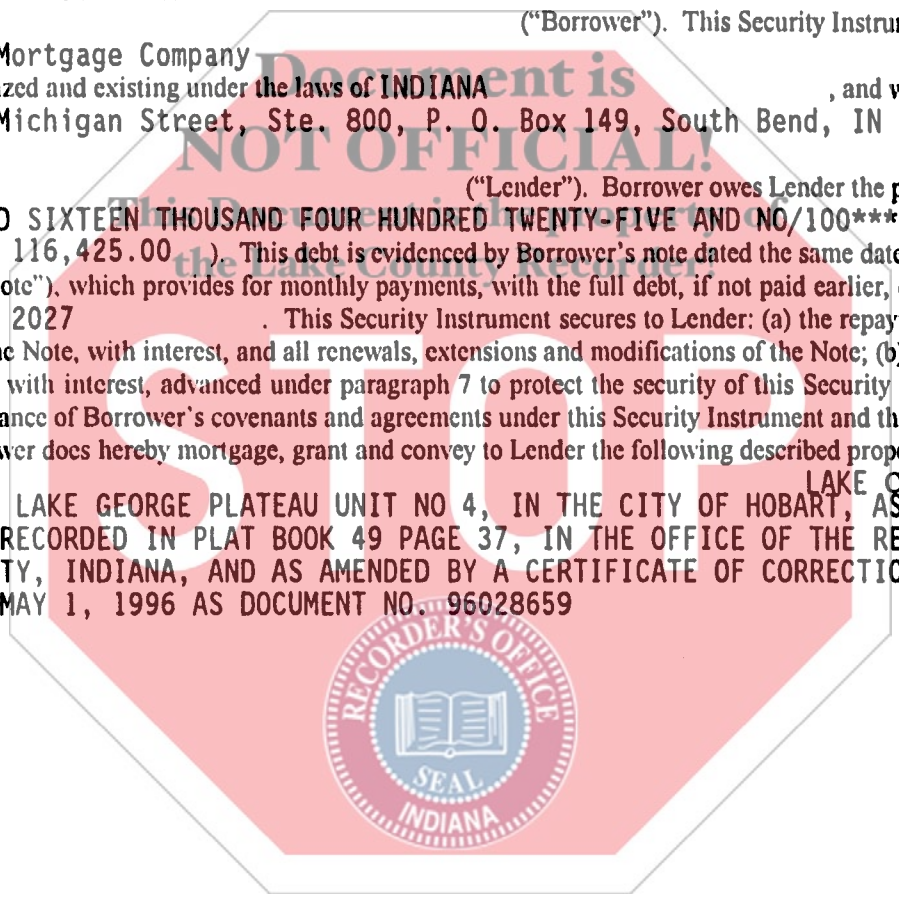 ("Borrower"). This Security Instru
Mortgage Company
zed and existing under the laws of INDIANA , and w
Michigan Street, Ste. 800, P. O. Box 149, South Bend, IN
("Lender"). Borrower owes Lender the p
D SIXTEEN THOUSAND FOUR HUNDRED TWENTY-FIVE AND NO/100***
116,425.00 ). This debt is evidenced by Borrower's note dated the same date
ote"), which provides for monthly payments, with the full debt, if not paid earlier,
2027 . This Security Instrument secures to Lender: (a) the repay
e Note, with interest, and all renewals, extensions and modifications of the Note; (b)
with interest, advanced under paragraph 7 to protect the security of this Security
ance of Borrower's covenants and agreements under this Security Instrument and th
wer does hereby mortgage, grant and convey to Lender the following described prop
LAKE C
LAKE GEORGE PLATEAU UNIT NO 4, IN THE CITY OF HOBART, AS
RECORDED IN PLAT BOOK 49 PAGE 37, IN THE OFFICE OF THE RE
TY, INDIANA, AND AS AMENDED BY A CERTIFICATE OF CORRECTIO
MAY 1, 1996 AS DOCUMENT NO. 96028659
Document is
NOT OFFICIAL!
This Document is the property of
the Lake County Recorder!
STOP
RECORDER'S OFFICE
SEAL
INDIANA